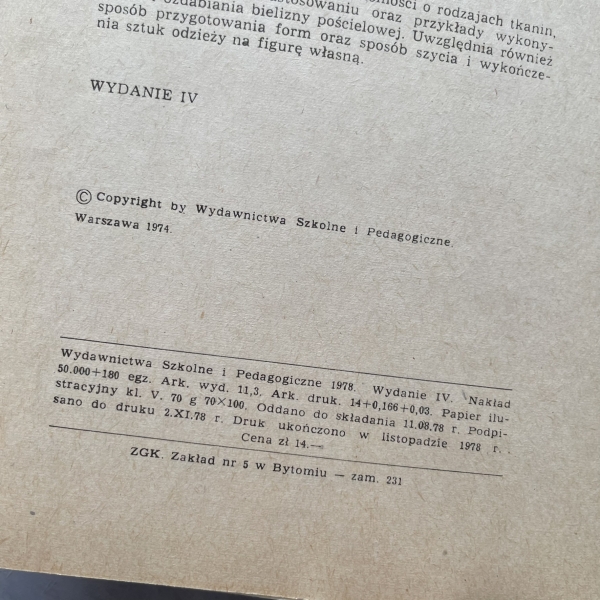 stosowaniu oraz przykłady wykony-
ozdabiania bielizny pościelowej. Uwzględnia również
sposób przygotowania form oraz sposób szycia i wykończe-
nia sztuk odzieży na figurę własną.
WYDANIE IV
© Copyright by Wydawnictwa Szkolne i Pedagogiczne.
Warszawa 1974.
Wydawnictwa Szkolne i Pedagogiczne 1978. Wydanie IV. Nakład
50.000+180 egz. Ark. wyd. 11,3. Ark. druk. 14+0,166+0,03. Papier ilu-
stracyjny kl. V. 70 g 70×100. Oddano do składania 11.08.78 r. Podpi-
sano do druku 2.XI.78 r. Druk ukończono w listopadzie 1978 r.
Cena zł 14.—
ZGK. Zakład nr 5 w Bytomiu — zam. 231